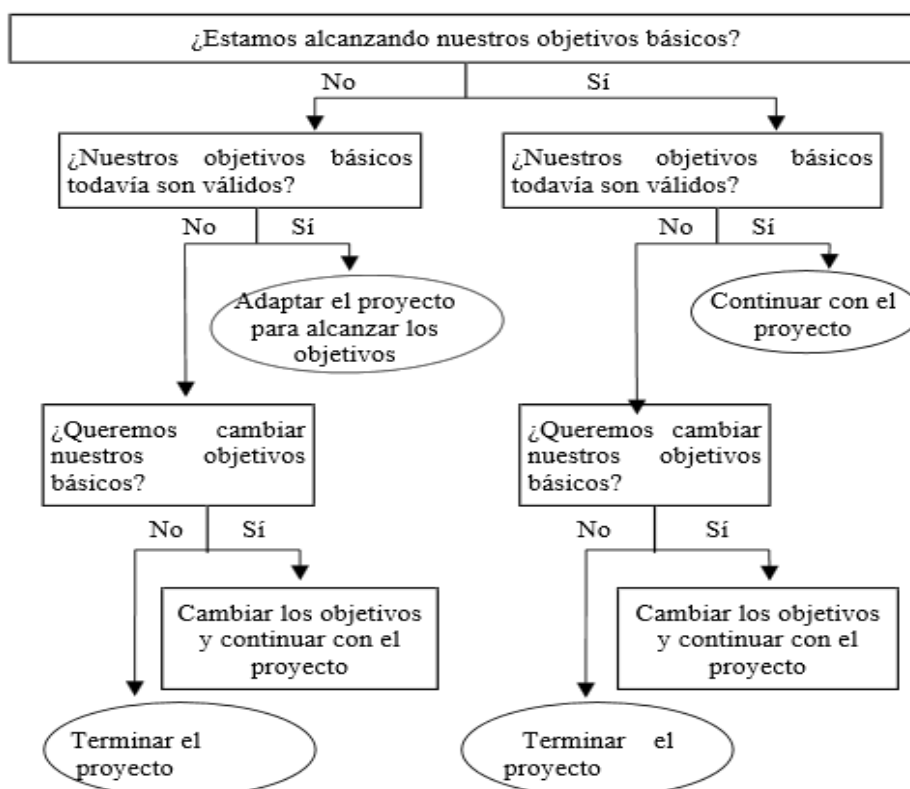 ¿Estamos alcanzando nuestros objetivos básicos?
No
Sí
¿Nuestros objetivos básicos
todavía son válidos?
¿Nuestros objetivos básicos
todavía son válidos?
No
Sí
No
Sí
Adaptar el proyecto
para alcanzar los
objetivos
Continuar con el
proyecto
¿Queremos cambiar
nuestros objetivos
básicos?
¿Queremos cambiar
nuestros objetivos
básicos?
No
Sí
No
Sí
Cambiar los objetivos
y continuar con el
proyecto
Cambiar los objetivos
y continuar con el
proyecto
Terminar el
proyecto
Terminar el
proyecto